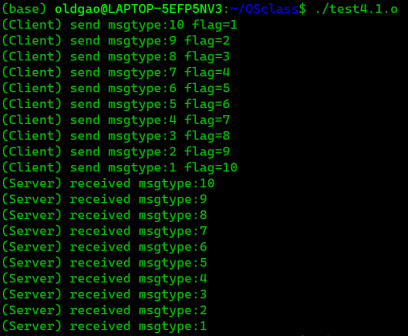 (base) oldgao@LAPTOP-5EFP5NV3:~/OSclass$ ./test4.1.o
(Client) send msgtype:10 flag=1
(Client) send msgtype:9 flag=2
(Client) send msgtype:8 flag=3
(Client) send msgtype:7 flag=4
(Client) send msgtype:6 flag=5
(Client) send msgtype:5 flag=6
(Client) send msgtype:4 flag=7
(Client) send msgtype:3 flag=8
(Client) send msgtype:2 flag=9
(Client) send msgtype:1 flag=10
(Server) received msgtype:10
(Server) received msgtype:9
(Server) received msgtype:8
(Server) received msgtype:7
(Server) received msgtype:6
(Server) received msgtype:5
(Server) received msgtype:4
(Server) received msgtype:3
(Server) received msgtype:2
(Server) received msgtype:1